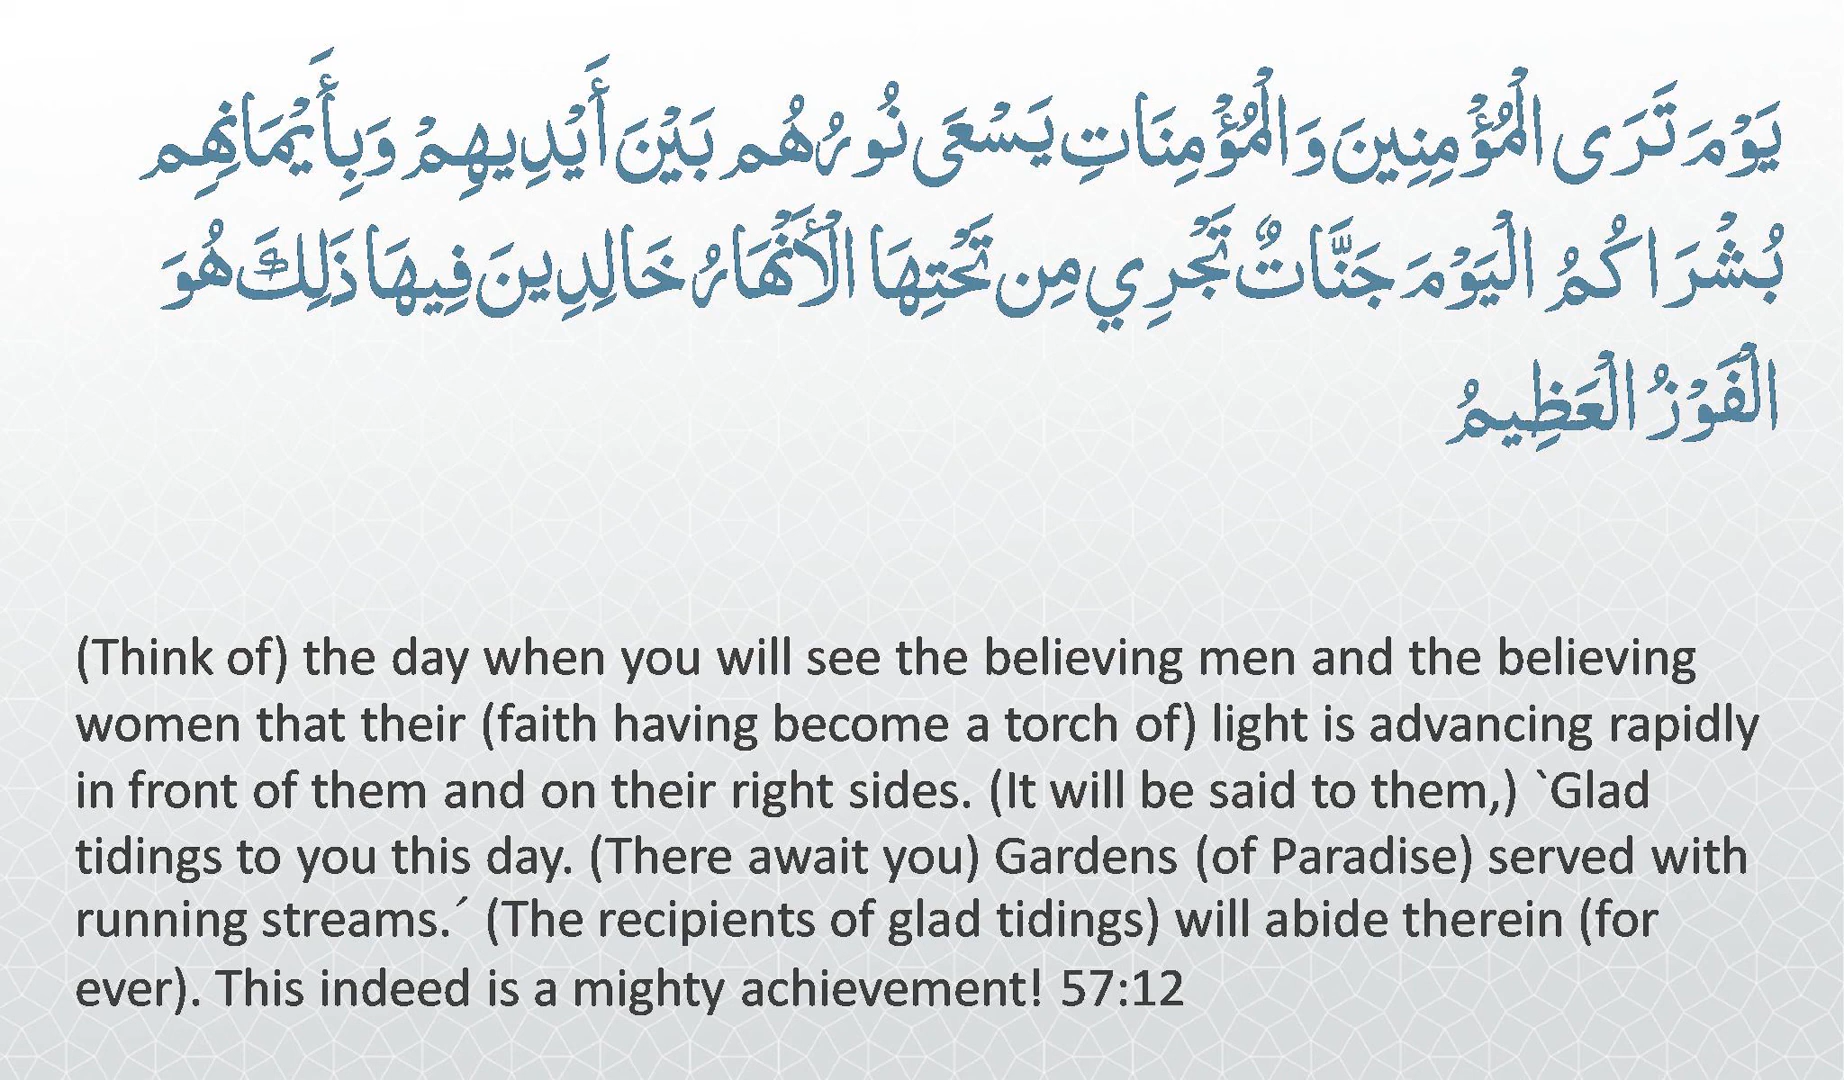 يَوْمَ تَرَى الْمُؤْمِنِينَ وَالْمُؤْمِنَاتِ يَسْعَى نُورُهُم بَيْنَ أَيْدِيهِمْ وَبِأَيْمَانِهِم
بُشْرَاكُمُ الْيَوْمَ جَنَّاتٌ تَجْرِي مِن تَحْتِهَا الْأَنْهَارُ خَالِدِينَ فِيهَا ذَلِكَ هُوَ
الْفَوْزُ الْعَظِيمُ
(Think of) the day when you will see the believing men and the believing
women that their (faith having become a torch of) light is advancing rapidly
in front of them and on their right sides. (It will be said to them,) `Glad
tidings to you this day. (There await you) Gardens (of Paradise) served with
running streams.´ (The recipients of glad tidings) will abide therein (for
ever). This indeed is a mighty achievement! 57:12